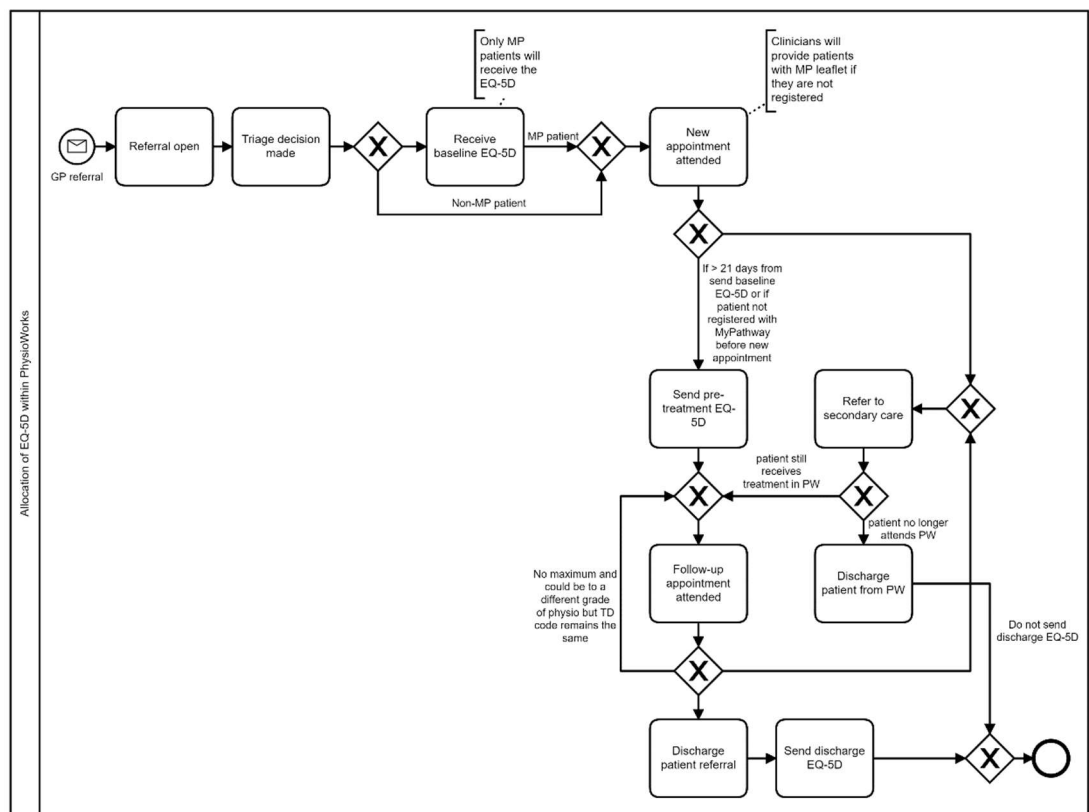 Allocation of EQ-5D within PhysioWorks
Only MP
patients will
receive the
EQ-5D
Clinicians will
provide patients
with MP leaflet if
they are not
registered
GP referral
Referral open
Triage decision
made
X
Receive
baseline EQ-5D
MP patient
X
New
appointment
attended
Non-MP patient
X
If > 21 days from
send baseline
EQ-5D or if
patient not
registered with
MyPathway
before new
appointment
Send pre-
treatment EQ-
5D
Refer to
secondary care
X
patient still
receives
treatment in PW
X
X
patient no longer
attends PW
No maximum and
could be to a
different grade
of physio but TD
code remains the
same
Follow-up
appointment
attended
Discharge
patient from PW
Do not send
discharge EQ-5D
X
Discharge
patient referral
Send discharge
EQ-5D
X